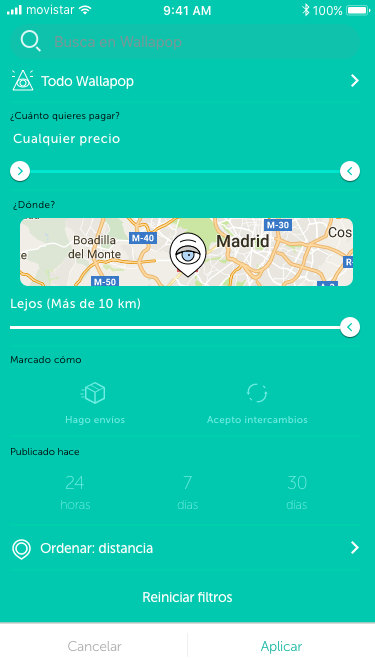 movistar 9:41 AM 100%
Busca en Wallapop
Todo Wallapop
¿Cuánto quieres pagar?
Cualquier precio
¿Dónde?
M-30
M-40
Cos
Boadilla
del Monte
Madrid
e
R-
M-50
Lejos (Más de 10 km)
Marcado cómo
Hago envíos Acepto intercambios
Publicado hace
24 7 30
horas días días
Ordenar: distancia
Reiniciar filtros
Cancelar Aplicar